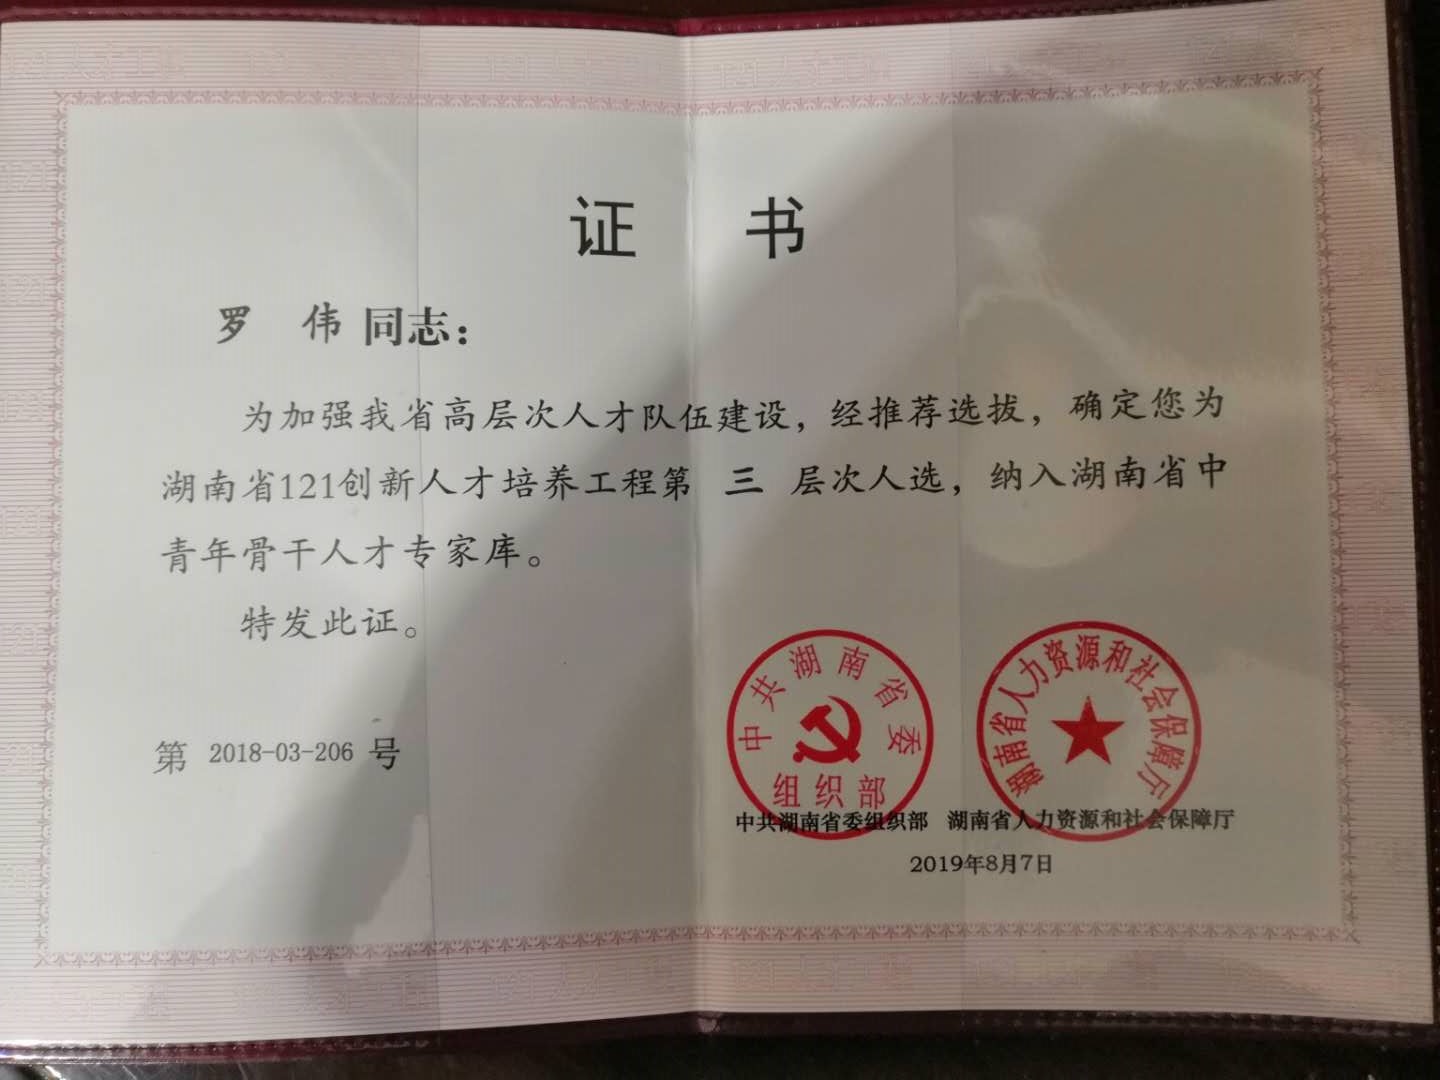 证 书
罗 伟 同志：
为加强我省高层次人才队伍建设，经推荐选拔，确定您为
湖南省121创新人才培养工程第 三 层次人选，纳入湖南省中
青年骨干人才专家库。
特发此证。
第 2018-03-206 号
中共湖南省委
组织部
湖南省人力资源和社会保障厅
中共湖南省委组织部 湖南省人力资源和社会保障厅
2019年8月7日